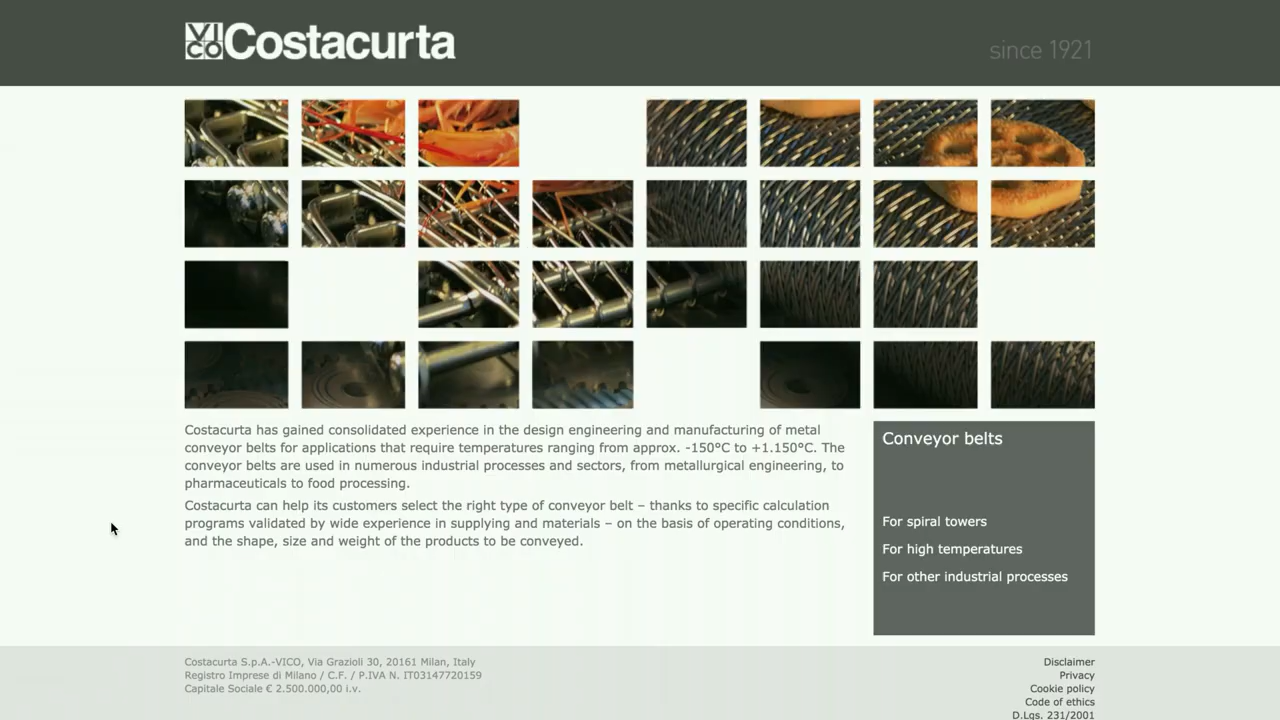 VICO Costacurta
since 1921
Costacurta has gained consolidated experience in the design engineering and manufacturing of metal
conveyor belts for applications that require temperatures ranging from approx. -150°C to +1.150°C. The
conveyor belts are used in numerous industrial processes and sectors, from metallurgical engineering, to
pharmaceuticals to food processing.
Costacurta can help its customers select the right type of conveyor belt – thanks to specific calculation
programs validated by wide experience in supplying and materials – on the basis of operating conditions,
and the shape, size and weight of the products to be conveyed.
Conveyor belts
For spiral towers
For high temperatures
For other industrial processes
Costacurta S.p.A.-VICO, Via Grazioli 30, 20161 Milan, Italy
Registro Imprese di Milano / C.F. / P.IVA N. IT03147720159
Capitale Sociale € 2.500.000,00 i.v.
Disclaimer
Privacy
Cookie policy
Code of ethics
D.Lgs. 231/2001